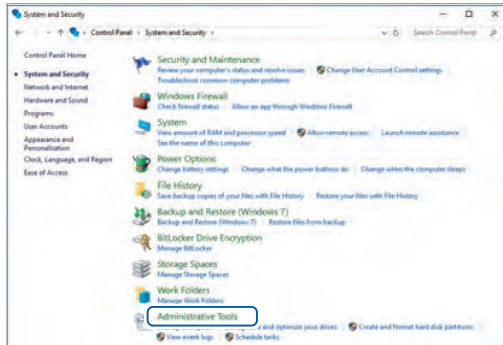 System and Security
Control Panel › System and Security ›
Search Control Panel
Control Panel Home
System and Security
Network and Internet
Hardware and Sound
Programs
User Accounts
Appearance and
Personalization
Clock, Language, and Region
Ease of Access
Security and Maintenance
Review your computer's status and resolve issues Change User Account Control settings
Troubleshoot common computer problems
Windows Firewall
Check firewall status Allow an app through Windows Firewall
System
View amount of RAM and processor speed Allow remote access Launch remote assistance
See the name of this computer
Power Options
Change battery settings Change what the power buttons do Change when the computer sleeps
File History
Save backup copies of your files with File History Restore your files with File History
Backup and Restore (Windows 7)
Backup and Restore (Windows 7) Restore files from backup
BitLocker Drive Encryption
Manage BitLocker
Storage Spaces
Manage Storage Spaces
Work Folders
Manage Work Folders
Administrative Tools
and optimize your drives Create and format hard disk partitions
View event logs Schedule tasks